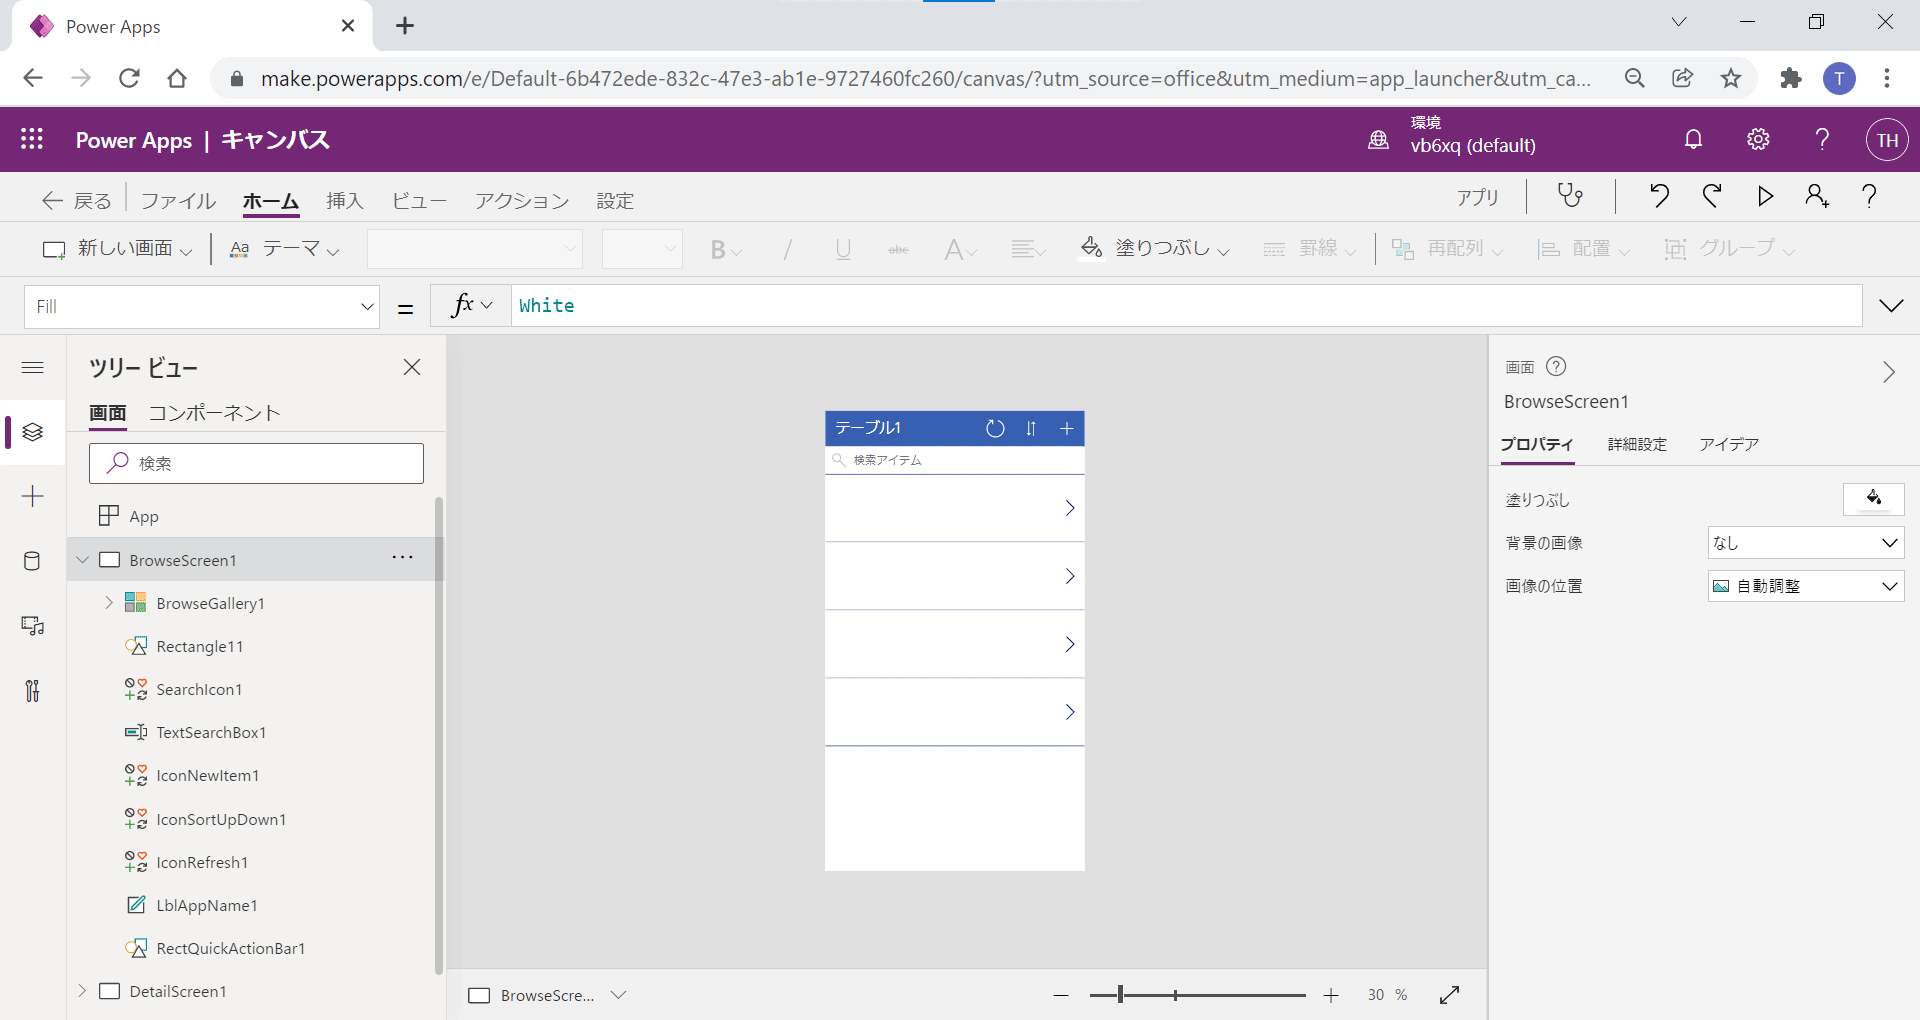 Power Apps
make.powerapps.com/e/Default-6b472ede-832c-47e3-ab1e-9727460fc260/canvas/?utm_source=office&utm_medium=app_launcher&utm_ca...
T
Power Apps | キャンバス
環境
vb6xq (default)
TH
戻る
ファイル
ホーム
挿入
ビュー
アクション
設定
アプリ
新しい画面
Aa
テーマ
B
I
U
abc
A
塗りつぶし
罫線
再配列
配置
グループ
Fill
=
fx
White
ツリー ビュー
画面
コンポーネント
検索
App
BrowseScreen1
BrowseGallery1
Rectangle11
SearchIcon1
TextSearchBox1
IconNewItem1
IconSortUpDown1
IconRefresh1
LblAppName1
RectQuickActionBar1
DetailScreen1
テーブル1
検索アイテム
BrowseScre...
30 %
画面
BrowseScreen1
プロパティ
詳細設定
アイデア
塗りつぶし
背景の画像
なし
画像の位置
自動調整